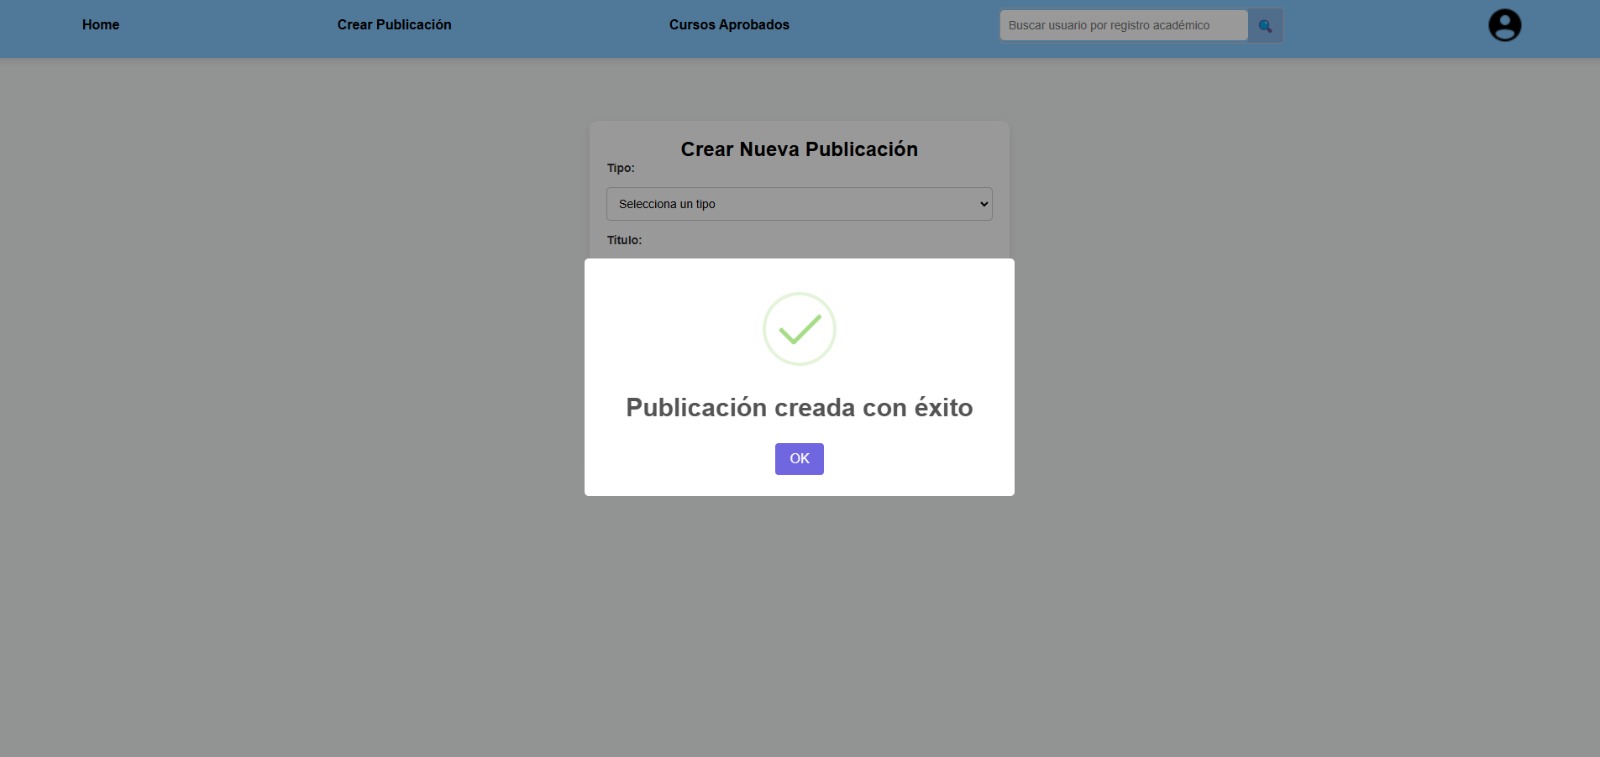 Home
Crear Publicación
Cursos Aprobados
Buscar usuario por registro académico
Crear Nueva Publicación
Tipo:
Selecciona un tipo
Título:
Publicación creada con éxito
OK